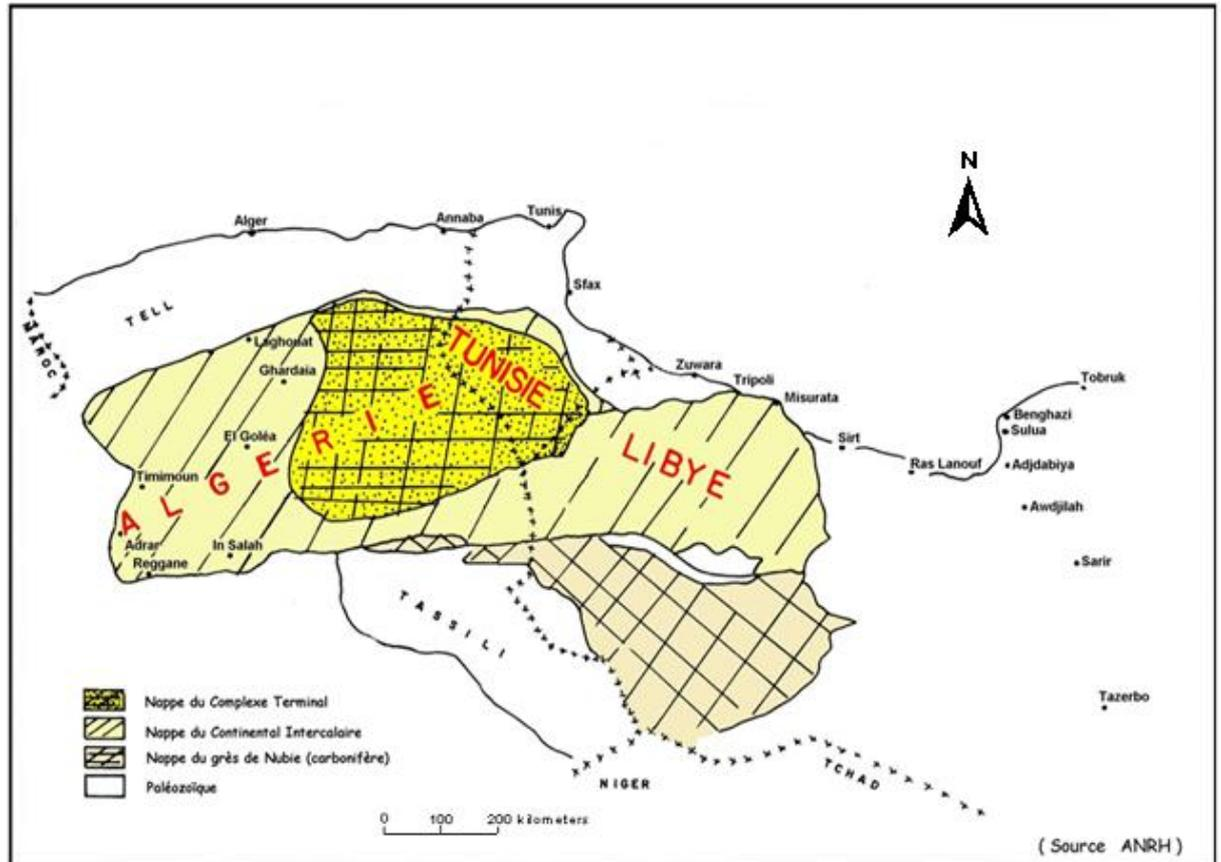 N
Tunis
Alger
Annaba
Sfax
TELL
MAROC
TUNISIE
Laghouat
Ghardaia
Zuwara
Tripoli
Misurata
Tobruk
Benghazi
Sulua
El Goléa
Sirt
Ras Lanouf
Adjdabiya
LIBYE
Timimoun
ALGERIE
Awdjilah
Adrar
In Salah
Reggane
Sarir
TASSILI
Tazerbo
Nappe du Complexe Terminal
Nappe du Continental Intercalaire
Nappe du grès de Nubie (carbonifère)
Paléozoïque
NIGER
TCHAD
0 100 200 kilometers
( Source ANRH )